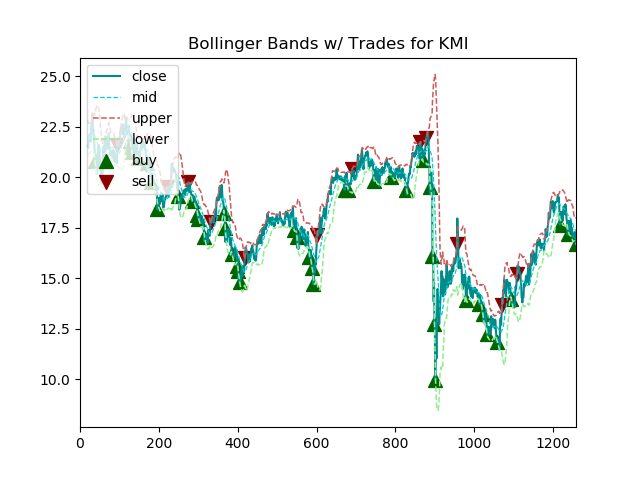 Bollinger Bands w/ Trades for KMI
close
mid
upper
lower
buy
sell
25.0
22.5
20.0
17.5
15.0
12.5
10.0
0 200 400 600 800 1000 1200